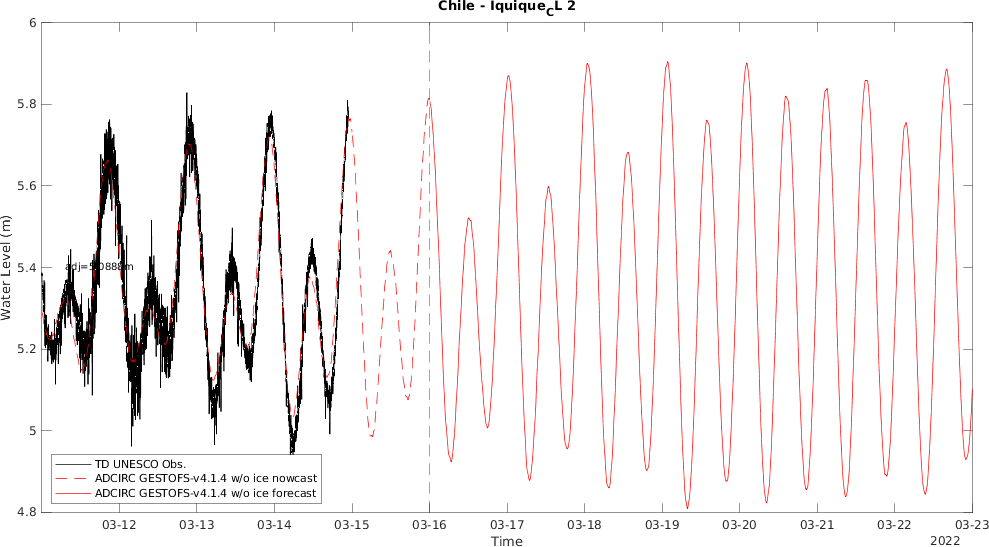 Chile - Iquique_CL 2
Water Level (m)
6
5.8
5.6
5.4
5.2
5
4.8
adj=5.0888m
TD UNESCO Obs.
ADCIRC GESTOFS-v4.1.4 w/o ice nowcast
ADCIRC GESTOFS-v4.1.4 w/o ice forecast
03-12 03-13 03-14 03-15 03-16 03-17 03-18 03-19 03-20 03-21 03-22 03-23
Time
2022